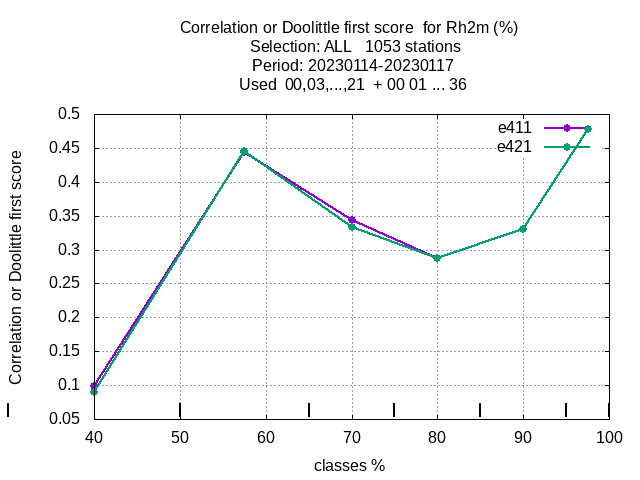 Correlation or Doolittle first score  for Rh2m (%)
Selection: ALL   1053 stations
Period: 20230114-20230117
Used  00,03,...,21  + 00 01 ... 36
Correlation or Doolittle first score
0.5
0.45
0.4
0.35
0.3
0.25
0.2
0.15
0.1
0.05
e411
e421
40 50 60 70 80 90 100
classes %